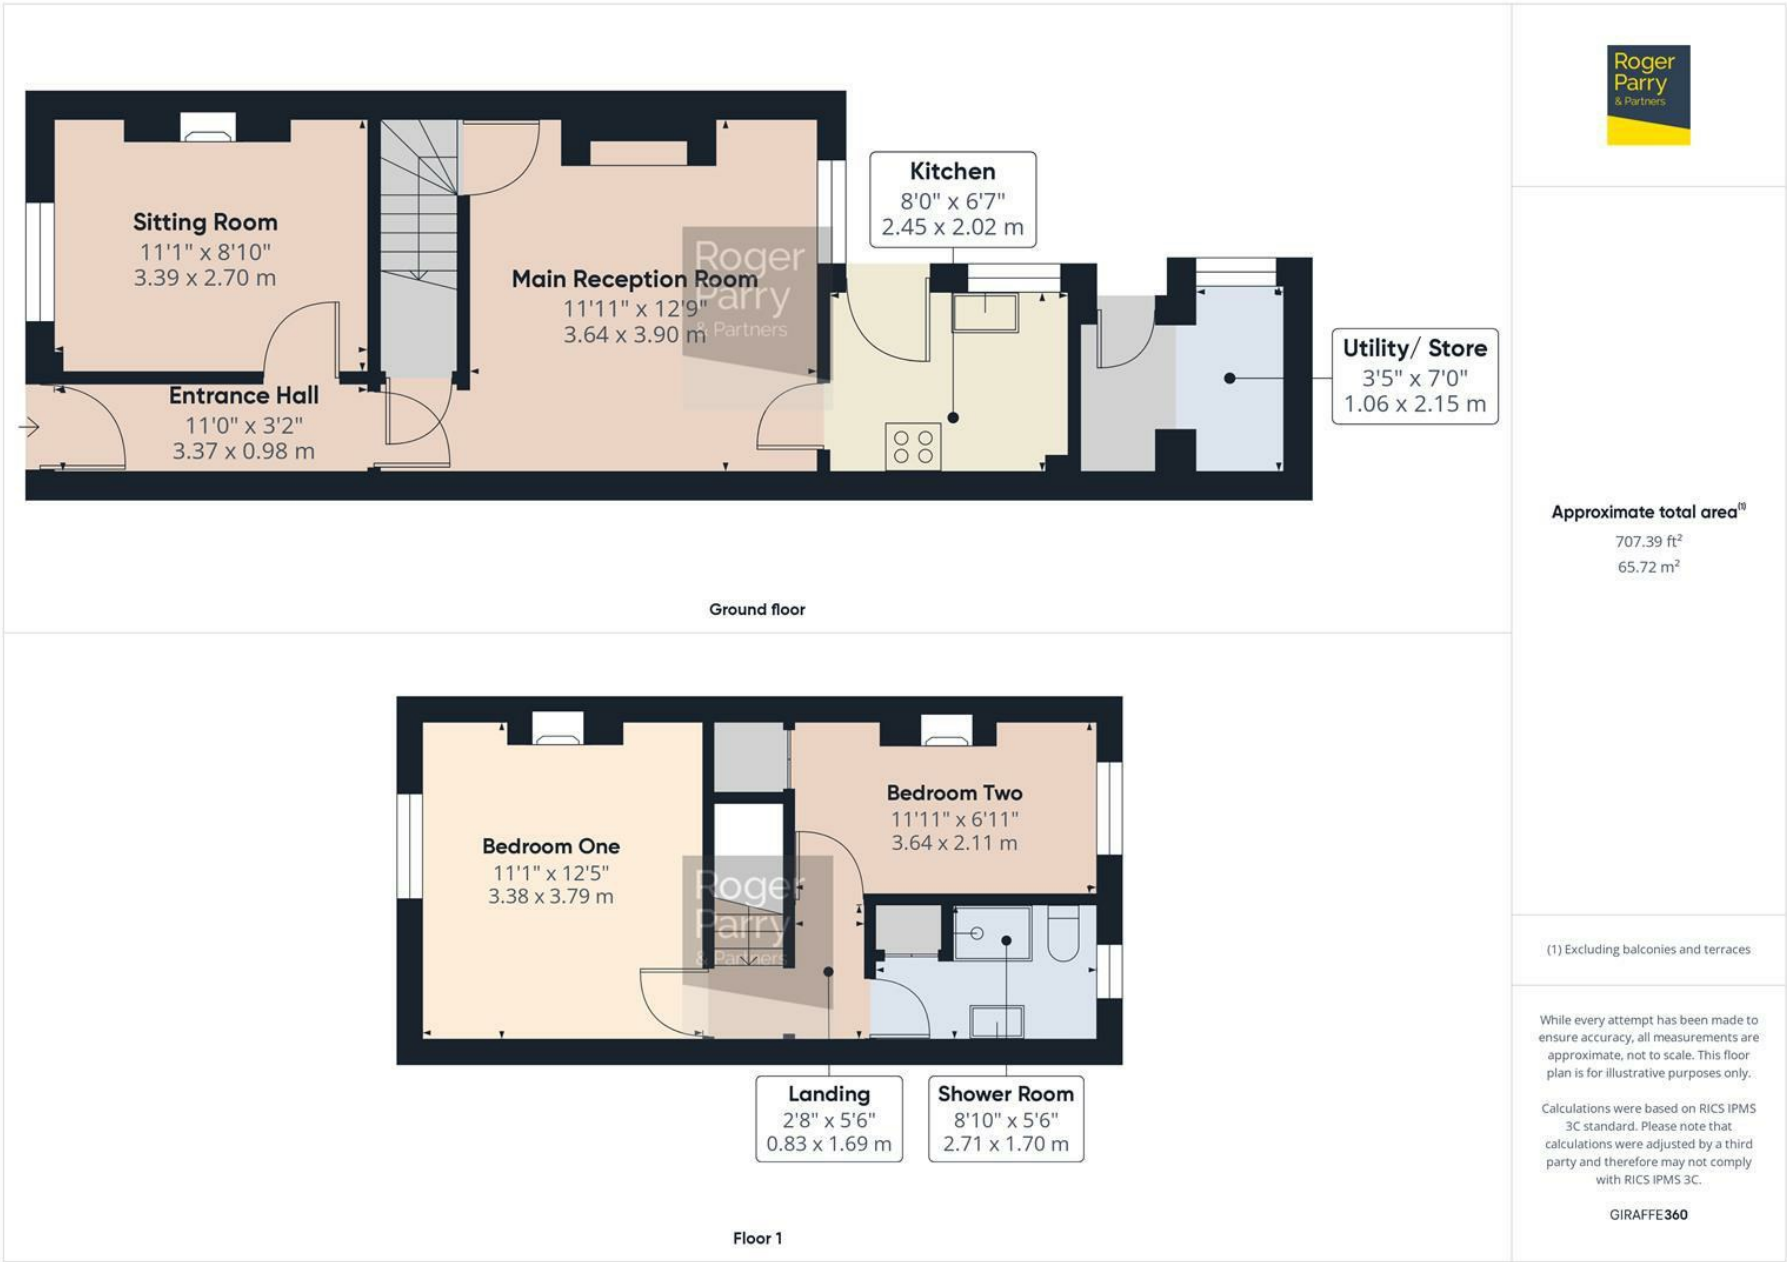 Roger
Parry
& Partners
Sitting Room
11'1" x 8'10"
3.39 x 2.70 m
Main Reception Room
11'11" x 12'9"
3.64 x 3.90 m
Roger
Parry
& Partners
Kitchen
8'0" x 6'7"
2.45 x 2.02 m
Utility/ Store
3'5" x 7'0"
1.06 x 2.15 m
Entrance Hall
11'0" x 3'2"
3.37 x 0.98 m
Ground floor
Approximate total area(1)
707.39 ft²
65.72 m²
Bedroom One
11'1" x 12'5"
3.38 x 3.79 m
Bedroom Two
11'11" x 6'11"
3.64 x 2.11 m
Roger
Parry
& Partners
Landing
2'8" x 5'6"
0.83 x 1.69 m
Shower Room
8'10" x 5'6"
2.71 x 1.70 m
Floor 1
(1) Excluding balconies and terraces
While every attempt has been made to
ensure accuracy, all measurements are
approximate, not to scale. This floor
plan is for illustrative purposes only.
Calculations were based on RICS IPMS
3C standard. Please note that
calculations were adjusted by a third
party and therefore may not comply
with RICS IPMS 3C.
GIRAFFE360